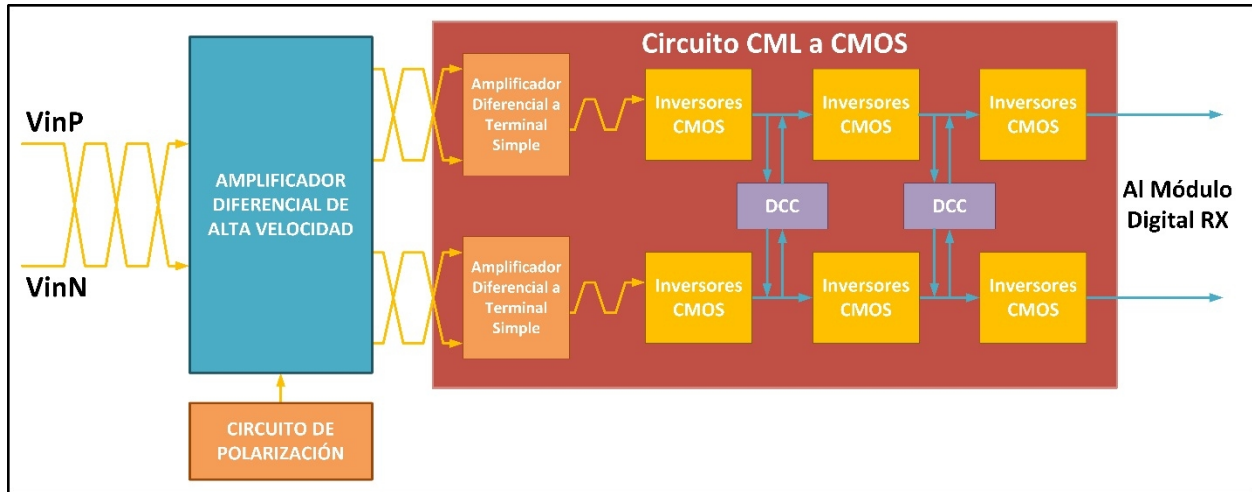 Circuito CML a CMOS
VinP
VinN
AMPLIFICADOR
DIFERENCIAL DE
ALTA VELOCIDAD
CIRCUITO DE
POLARIZACIÓN
Amplificador
Diferencial a
Terminal
Simple
Inversores
CMOS
Inversores
CMOS
Inversores
CMOS
DCC
DCC
Amplificador
Diferencial a
Terminal
Simple
Inversores
CMOS
Inversores
CMOS
Inversores
CMOS
Al Módulo
Digital RX